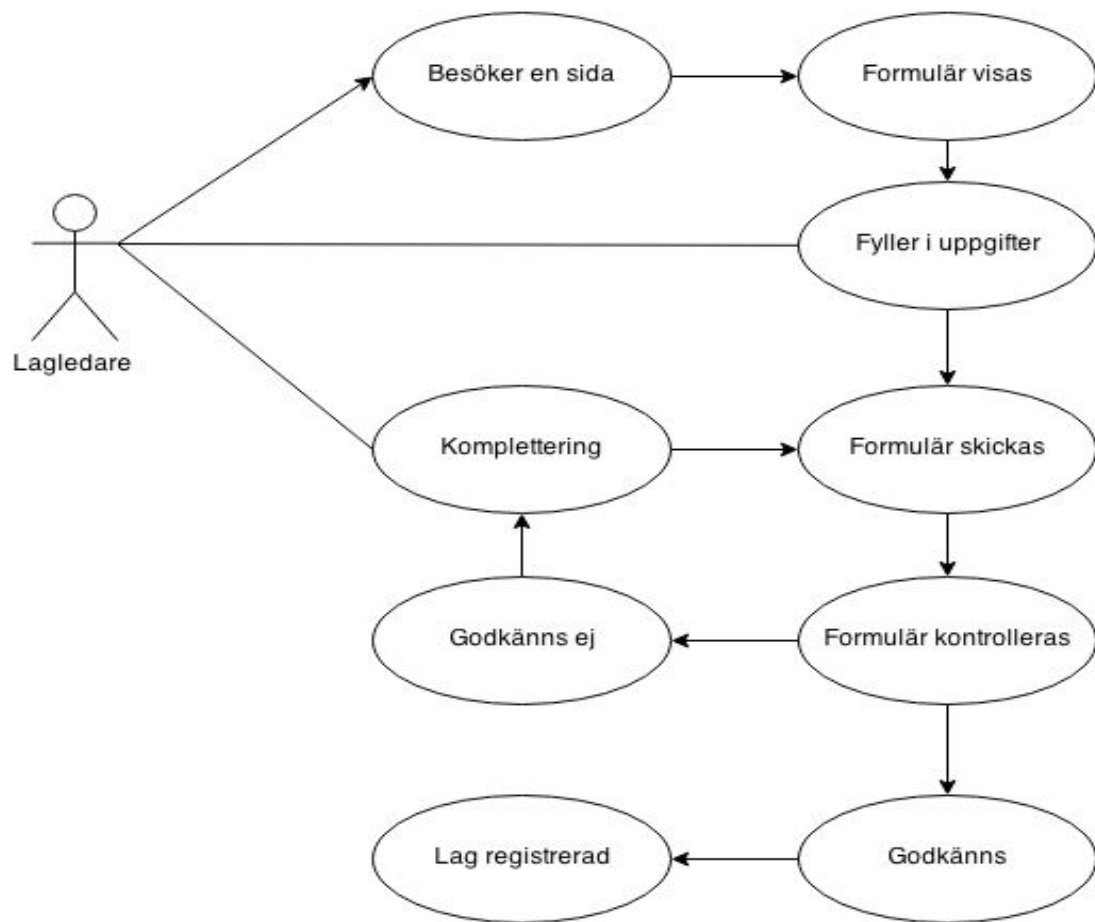 Besöker en sida
Formulär visas
Fyller i uppgifter
Lagledare
Komplettering
Formulär skickas
Godkänns ej
Formulär kontrolleras
Lag registrerad
Godkänns